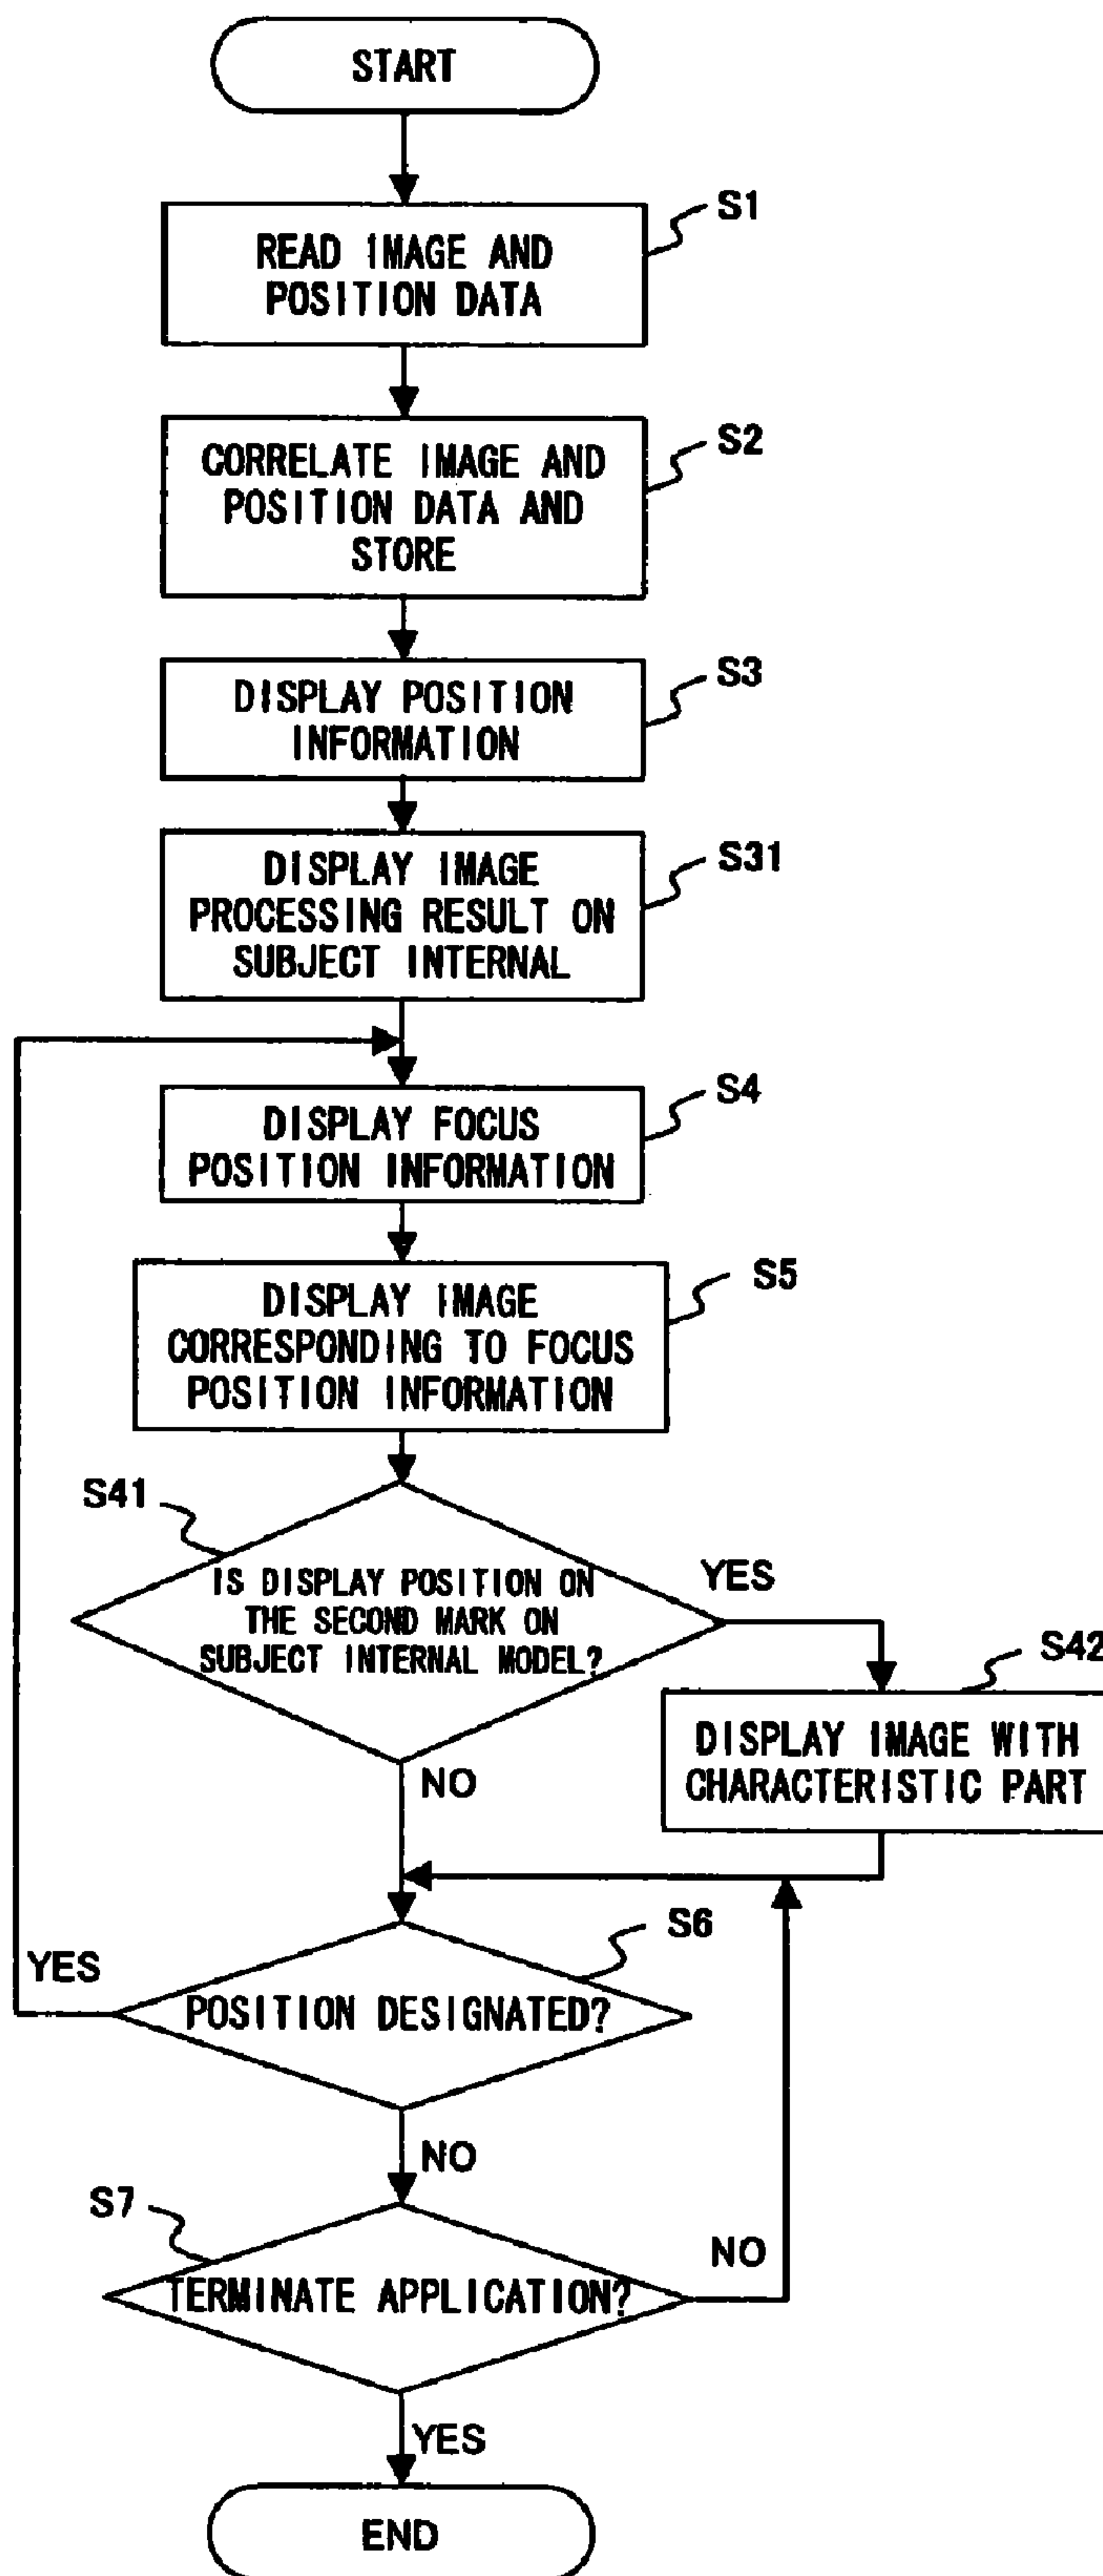 START
S1
READ IMAGE AND
POSITION DATA
S2
CORRELATE IMAGE AND
POSITION DATA AND
STORE
S3
DISPLAY POSITION
INFORMATION
S31
DISPLAY IMAGE
PROCESSING RESULT ON
SUBJECT INTERNAL
S4
DISPLAY FOCUS
POSITION INFORMATION
S5
DISPLAY IMAGE
CORRESPONDING TO FOCUS
POSITION INFORMATION
S41
IS DISPLAY POSITION ON
THE SECOND MARK ON
SUBJECT INTERNAL MODEL?
YES
S42
DISPLAY IMAGE WITH
CHARACTERISTIC PART
NO
S6
YES
POSITION DESIGNATED?
NO
S7
NO
TERMINATE APPLICATION?
YES
END